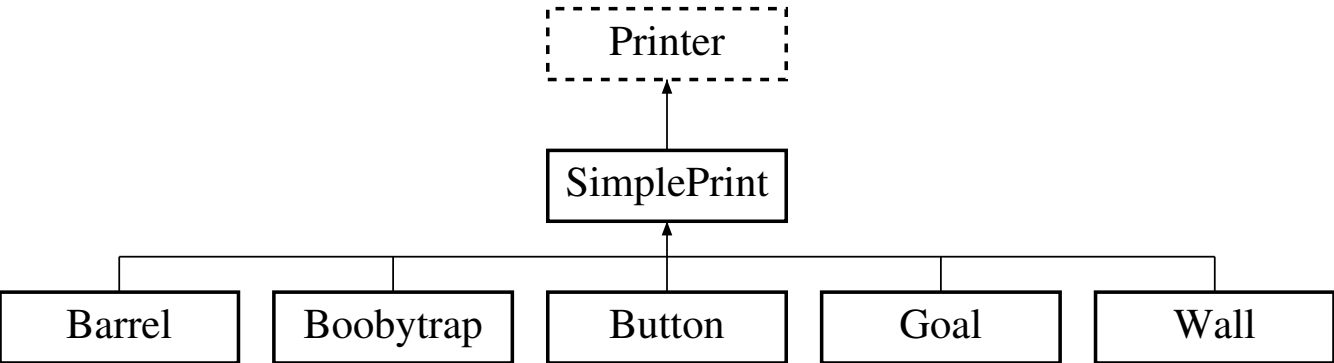 Printer
SimplePrint
Barrel
Boobytrap
Button
Goal
Wall